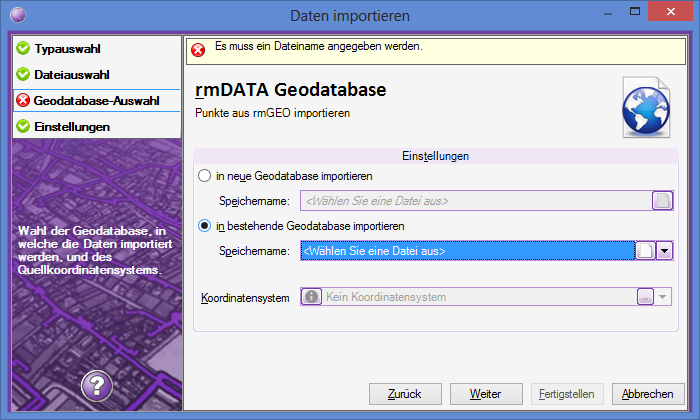 Daten importieren
Typauswahl
Dateiauswahl
Geodatabase-Auswahl
Einstellungen
Wahl der Geodatabase, in
welche die Daten importiert
werden, und des
Quellkoordinatensystems.
?
Es muss ein Dateiname angegeben werden.
rmDATA Geodatabase
Punkte aus rmGEO importieren
Einstellungen
in neue Geodatabase importieren
Speichername: <Wählen Sie eine Datei aus>
in bestehende Geodatabase importieren
Speichername: <Wählen Sie eine Datei aus>
Koordinatensystem Kein Koordinatensystem ...
Zurück Weiter Fertigstellen Abbrechen